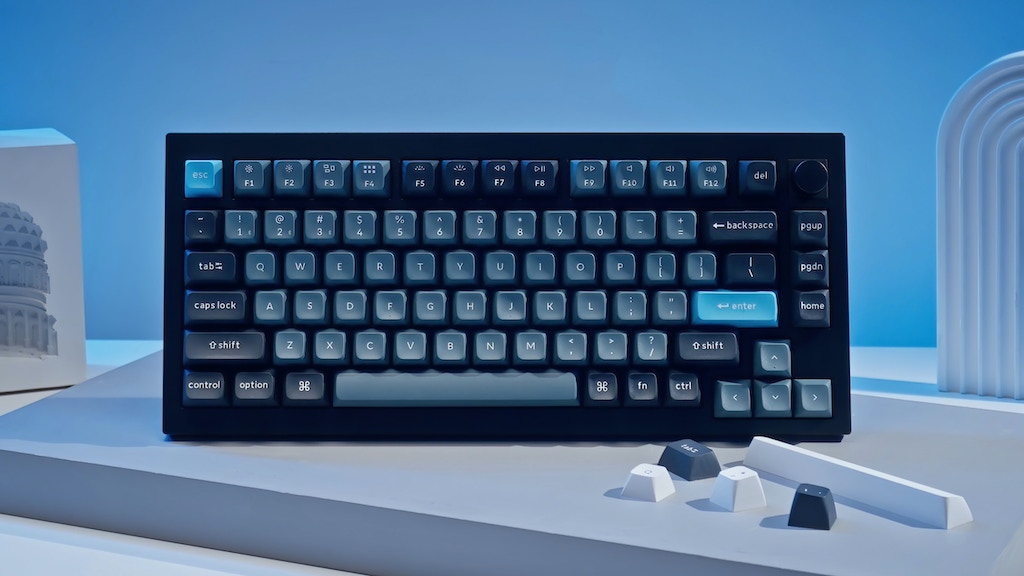 esc F1 F2 F3 F4 F5 F6 F7 F8 F9 F10 F11 F12 del
~ ` ! 1 @ 2 # 3 $ 4 % 5 ^ 6 & 7 * 8 ( 9 ) 0 _ - + = ← backspace pgup
tab Q W E R T Y U I O P { [ } ] | \ pgdn
caps lock A S D F G H J K L : ; " ' ↵ enter home
⇧ shift Z X C V B N M < , > . ? / ⇧ shift ^
control option ⌘ ⌘ fn ctrl < v >